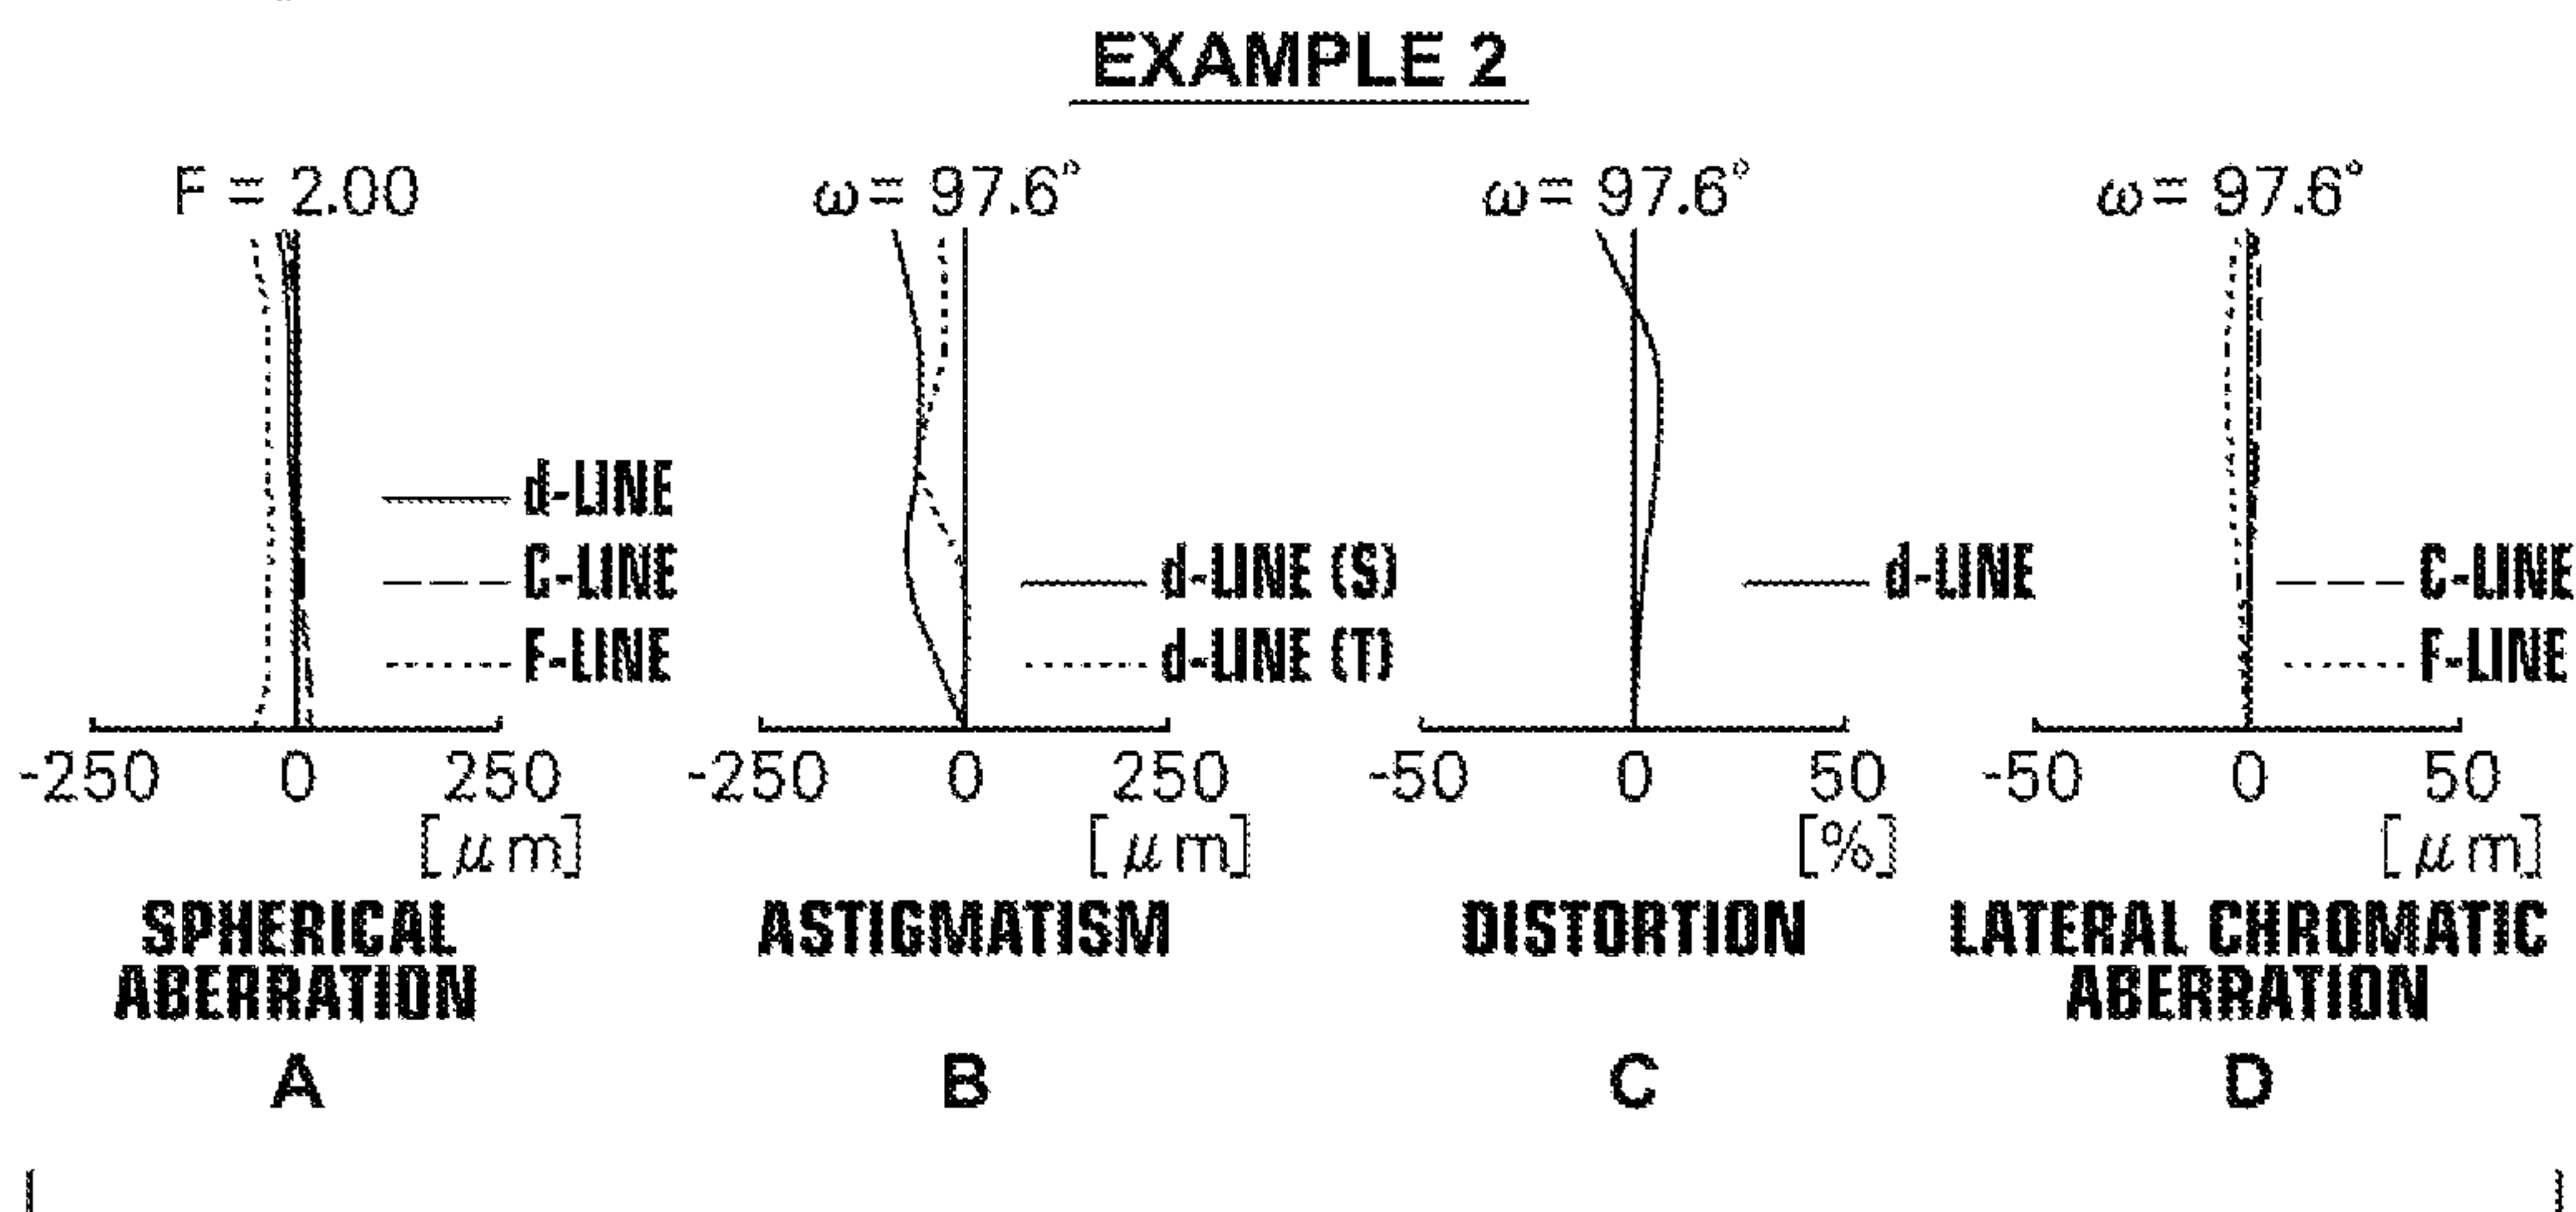 EXAMPLE 2
F = 2.00
d-LINE
C-LINE
F-LINE
-250 0 250
[μm]
SPHERICAL
ABERRATION
A
ω = 97.6°
d-LINE (S)
d-LINE (T)
-250 0 250
[μm]
ASTIGMATISM
B
ω = 97.6°
d-LINE
-50 0 50
[%]
DISTORTION
C
ω = 97.6°
C-LINE
F-LINE
-50 0 50
[μm]
LATERAL CHROMATIC
ABERRATION
D